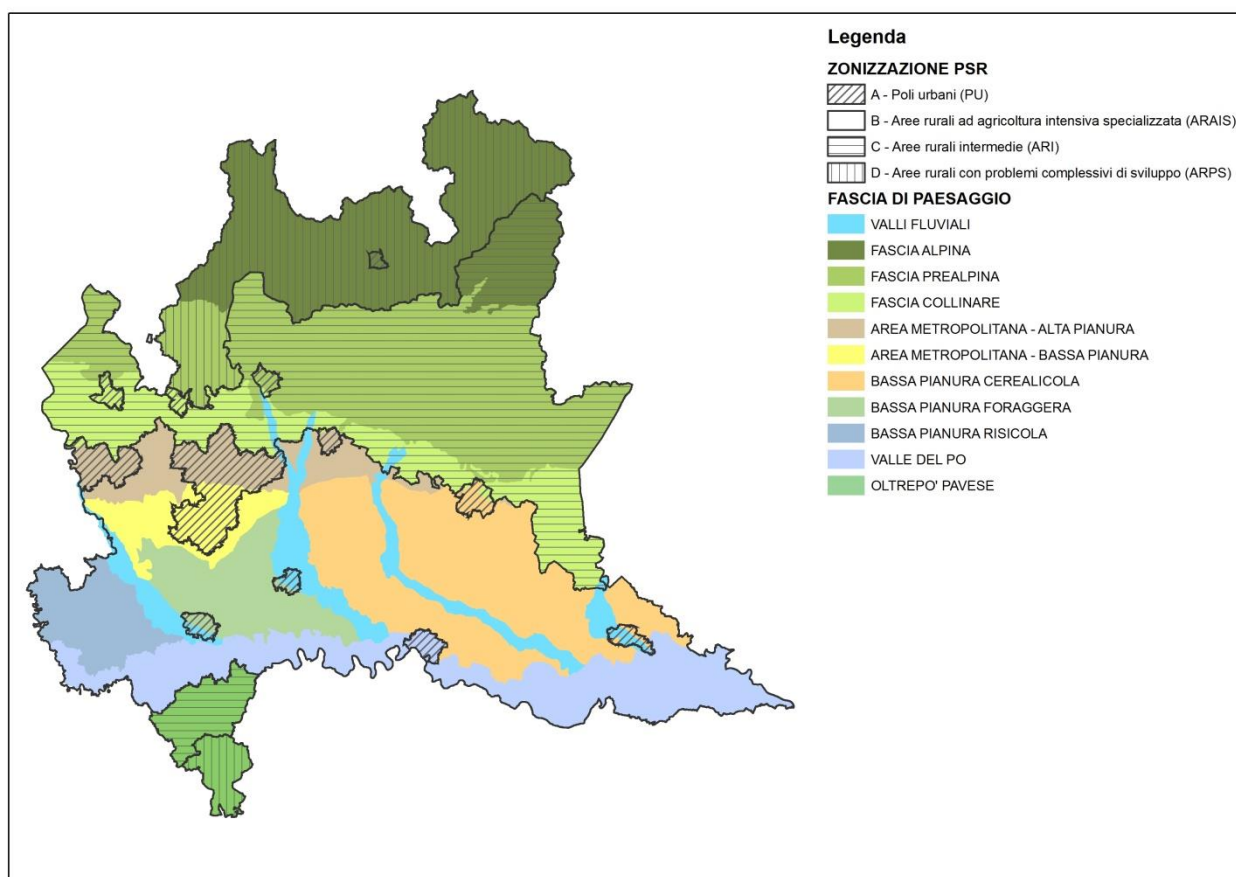 Legenda
ZONIZZAZIONE PSR
A - Poli urbani (PU)
B - Aree rurali ad agricoltura intensiva specializzata (ARAIS)
C - Aree rurali intermedie (ARI)
D - Aree rurali con problemi complessivi di sviluppo (ARPS)
FASCIA DI PAESAGGIO
VALLI FLUVIALI
FASCIA ALPINA
FASCIA PREALPINA
FASCIA COLLINARE
AREA METROPOLITANA - ALTA PIANURA
AREA METROPOLITANA - BASSA PIANURA
BASSA PIANURA CEREALICOLA
BASSA PIANURA FORAGGERA
BASSA PIANURA RISICOLA
VALLE DEL PO
OLTREPO' PAVESE